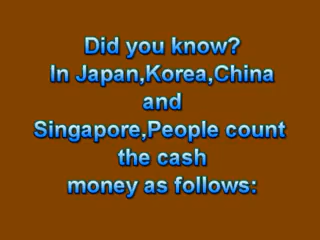 Did you know?
In Japan,Korea,China
and
Singapore,People count
the cash
money as follows: